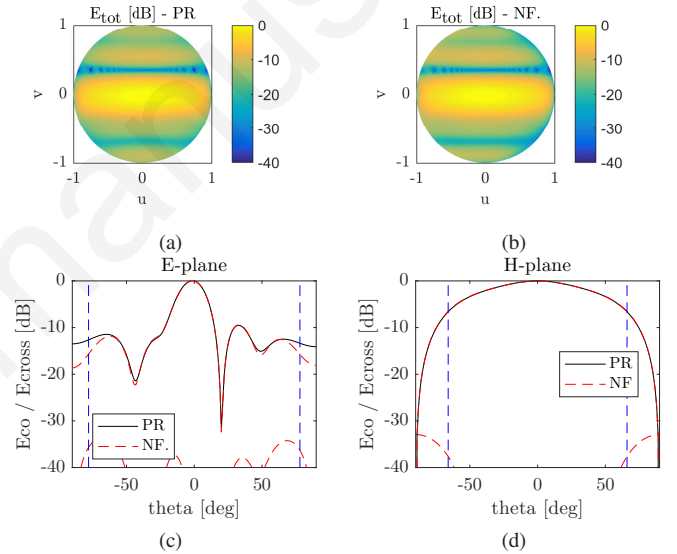 E_tot [dB] - PR
1
0
-1
v
-1 0 1
u
0
-10
-20
-30
-40
(a)
E_tot [dB] - NF.
1
0
-1
v
-1 0 1
u
0
-10
-20
-30
-40
(b)
E-plane
0
-10
-20
-30
-40
Eco / Ecross [dB]
PR
NF.
-50 0 50
theta [deg]
(c)
H-plane
0
-10
-20
-30
-40
Eco / Ecross [dB]
PR
NF
-50 0 50
theta [deg]
(d)